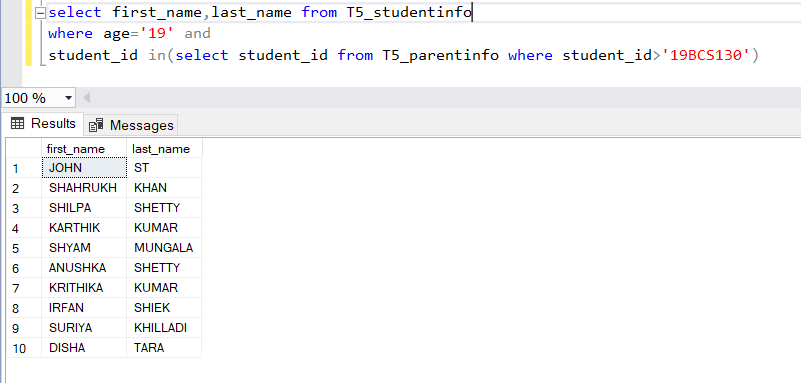 select first_name,last_name from T5_studentinfo
where age='19' and
student_id in(select student_id from T5_parentinfo where student_id>'19BCS130')
100 %
Results Messages
first_name last_name
1 JOHN ST
2 SHAHRUKH KHAN
3 SHILPA SHETTY
4 KARTHIK KUMAR
5 SHYAM MUNGALA
6 ANUSHKA SHETTY
7 KRITHIKA KUMAR
8 IRFAN SHIEK
9 SURIYA KHILLADI
10 DISHA TARA